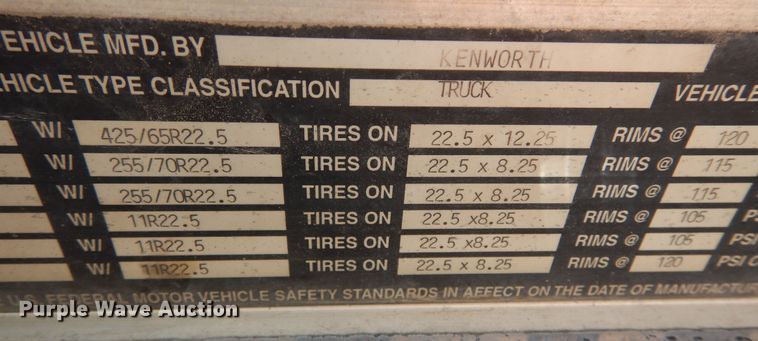 EHICLE MFD. BY KENWORTH
HICLE TYPE CLASSIFICATION TRUCK VEHICLE
W/ 425/65R22.5 TIRES ON 22.5 x 12.25 RIMS @ 120
W/ 255/70R22.5 TIRES ON 22.5 x 8.25 RIMS @ 115
W/ 255/70R22.5 TIRES ON 22.5 x 8.25 RIMS @ 115
W/ 11R22.5 TIRES ON 22.5 x8.25 RIMS @ 105 PS
W/ 11R22.5 TIRES ON 22.5 x8.25 RIMS @ 105 PSI
W/ 11R22.5 TIRES ON 22.5 x 8.25 RIMS @ 120 PSI C
FEDERAL MOTOR VEHICLE SAFETY STANDARDS IN AFFECT ON THE DATE OF MANUFACTUR
Purple Wave Auction